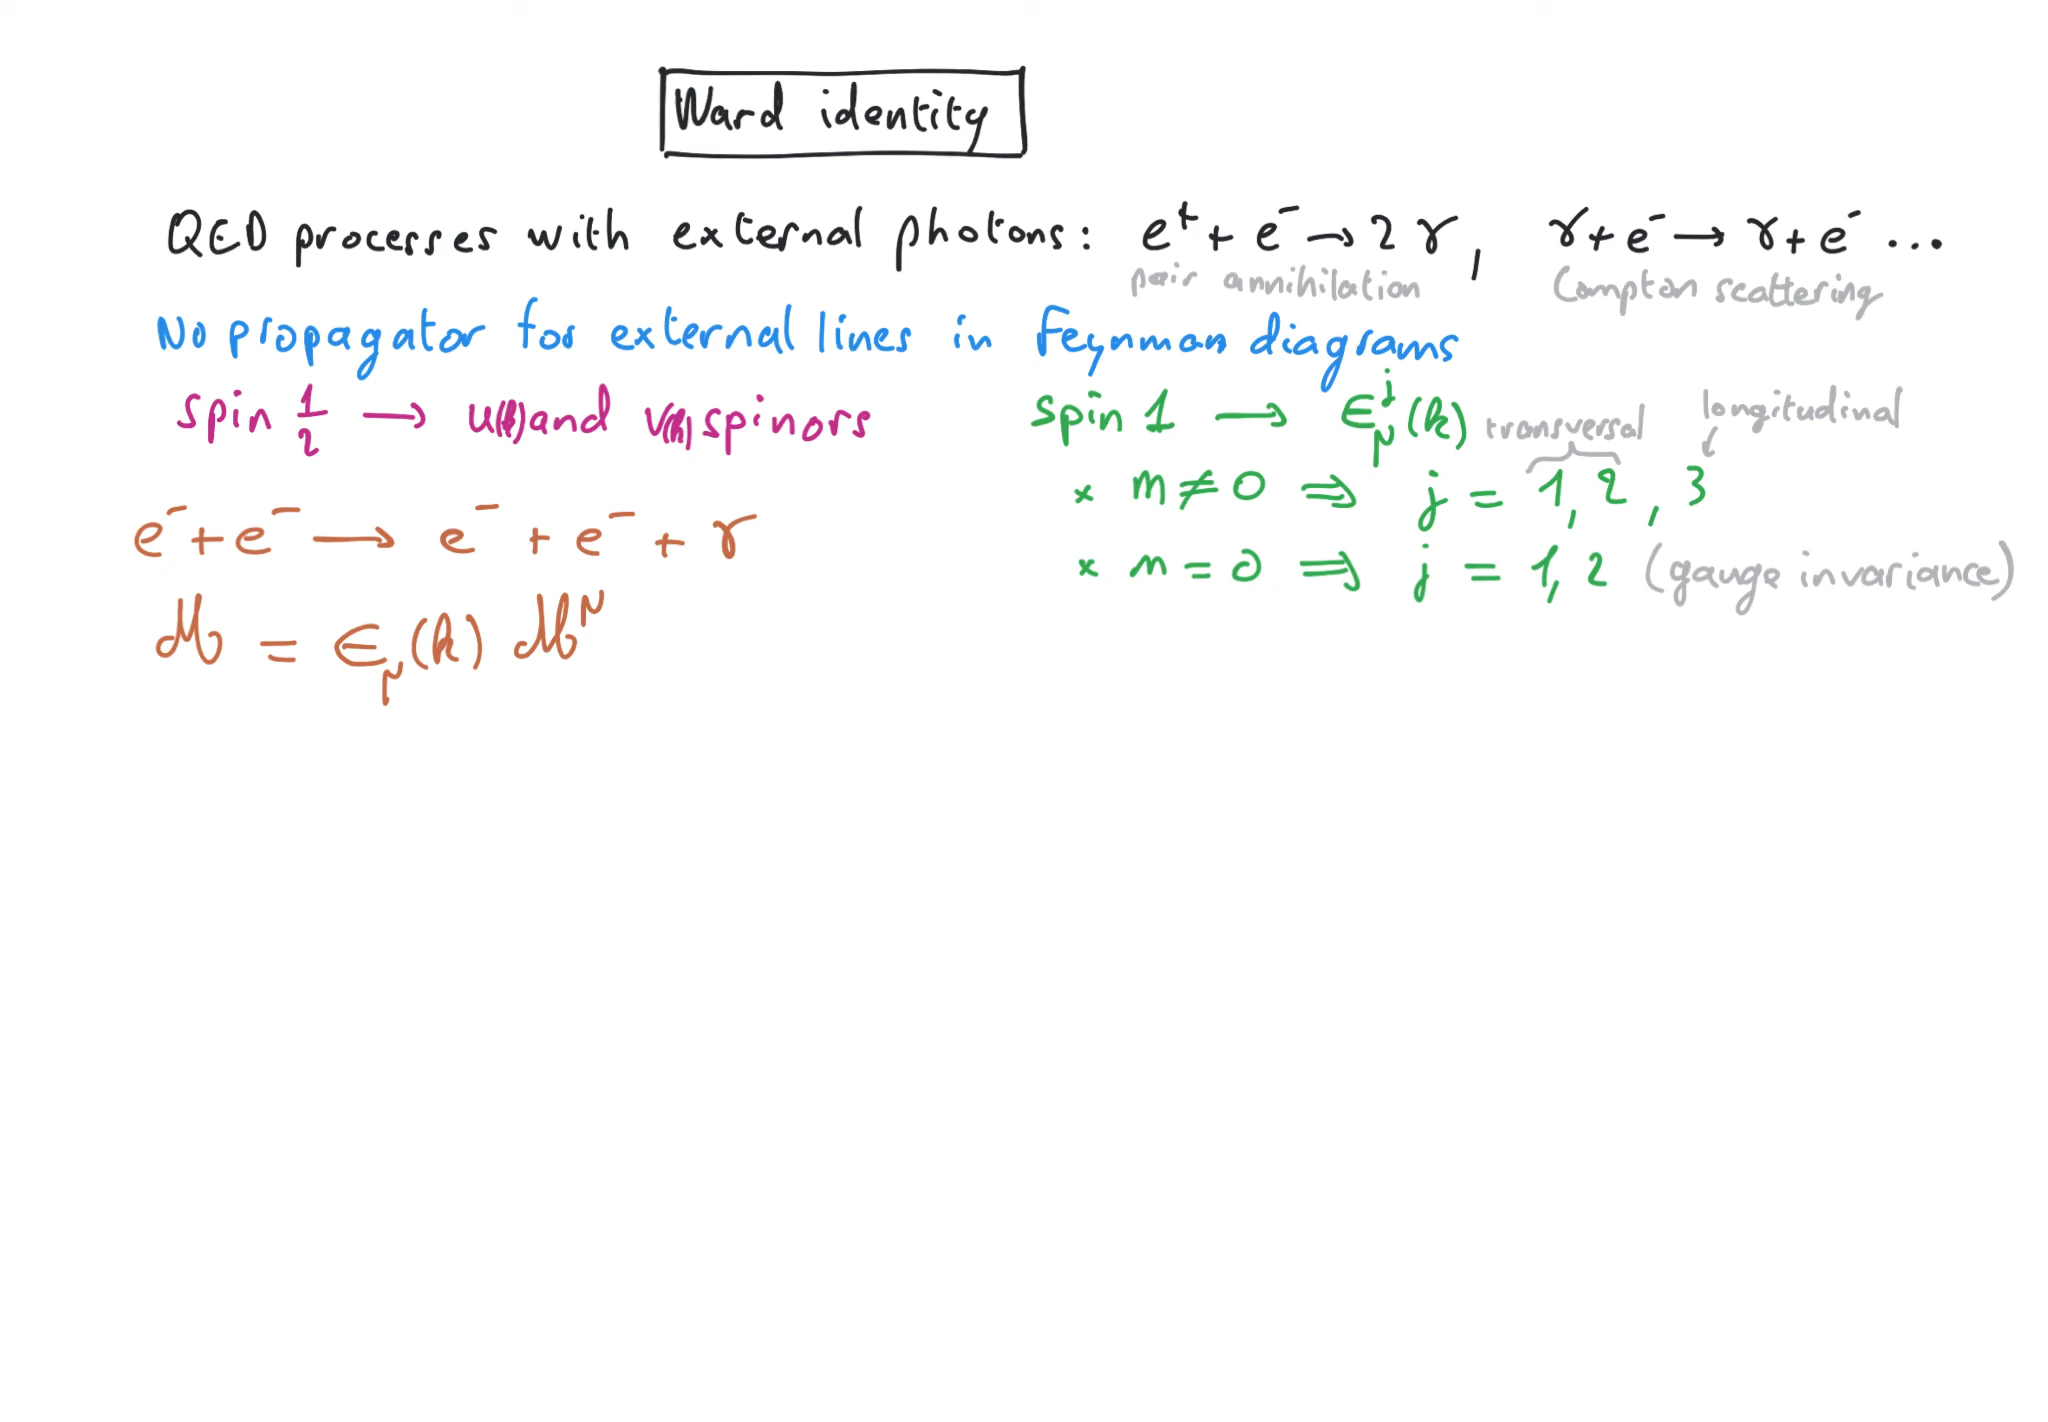 Ward identity
QED processes with external photons: e⁺ + e⁻ → 2 γ, γ + e⁻ → γ + e⁻ ...
pair annihilation Compton scattering
No propagator for external lines in Feynman diagrams
spin 1/2 → u(k) and v(k) spinors
e⁻ + e⁻ → e⁻ + e⁻ + γ
ℳ = ϵ_μ(k) ℳ^μ
spin 1 → ϵ_μ^j(k) transversal longitudinal
× m ≠ 0 ⇒ j = 1, 2, 3
× m = 0 ⇒ j = 1, 2 (gauge invariance)